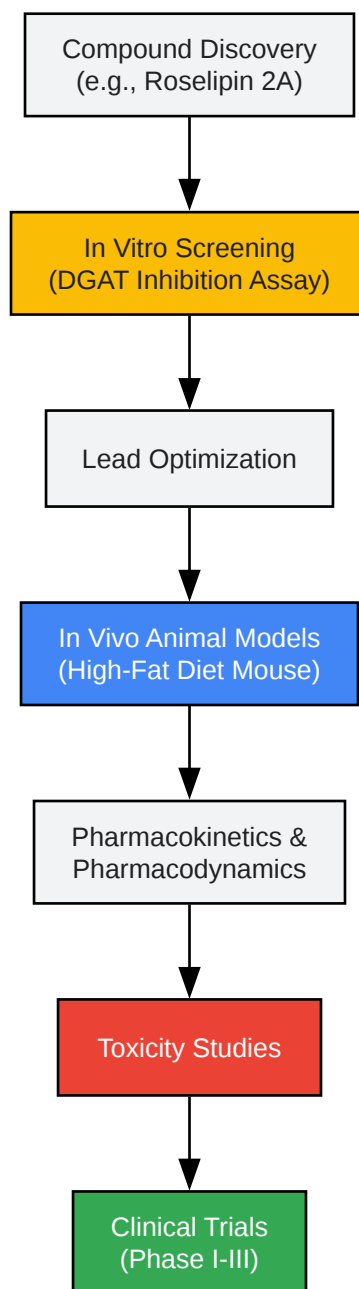 Compound Discovery
(e.g., Roselipin 2A)
In Vitro Screening
(DGAT Inhibition Assay)
Lead Optimization
In Vivo Animal Models
(High-Fat Diet Mouse)
Pharmacokinetics &
Pharmacodynamics
Toxicity Studies
Clinical Trials
(Phase I-III)